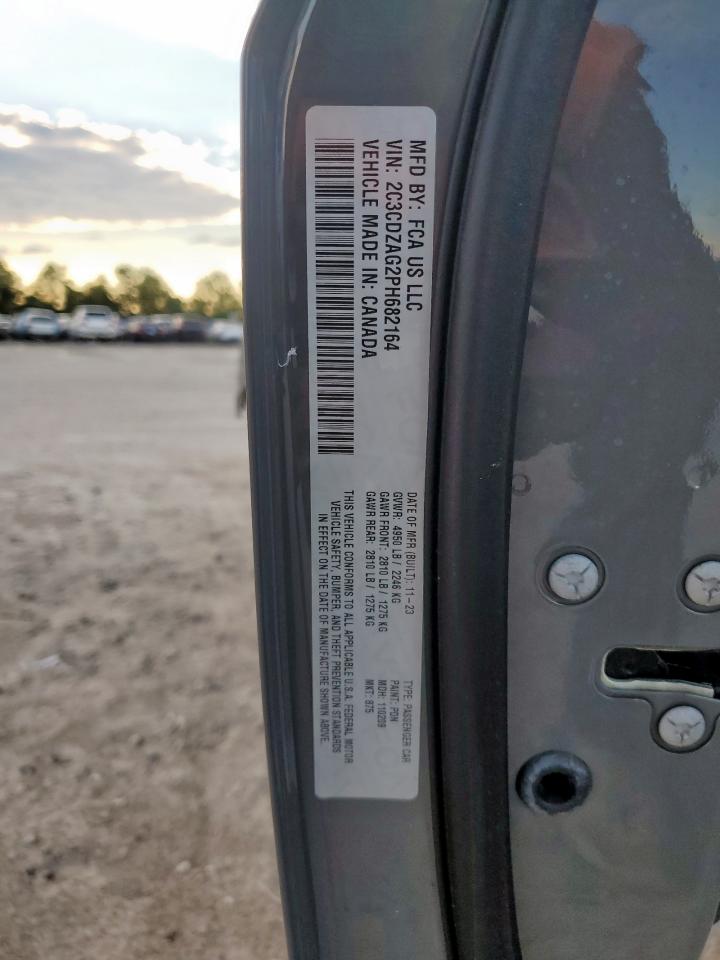 MFD BY: FCA US LLC
VIN: 2C3CDZAG2PH682164
VEHICLE MADE IN: CANADA
DATE OF MFR (BUILT): 11-23
GVWR: 4950 LB / 2246 KG
GAWR FRONT: 2810 LB / 1275 KG
GAWR REAR: 2810 LB / 1275 KG
TYPE: PASSENGER CAR
PAINT: PDN
MDH: 110209
MKT: 875
THIS VEHICLE CONFORMS TO ALL APPLICABLE U.S.A. FEDERAL MOTOR
VEHICLE SAFETY, BUMPER, AND THEFT PREVENTION STANDARDS
IN EFFECT ON THE DATE OF MANUFACTURE SHOWN ABOVE.